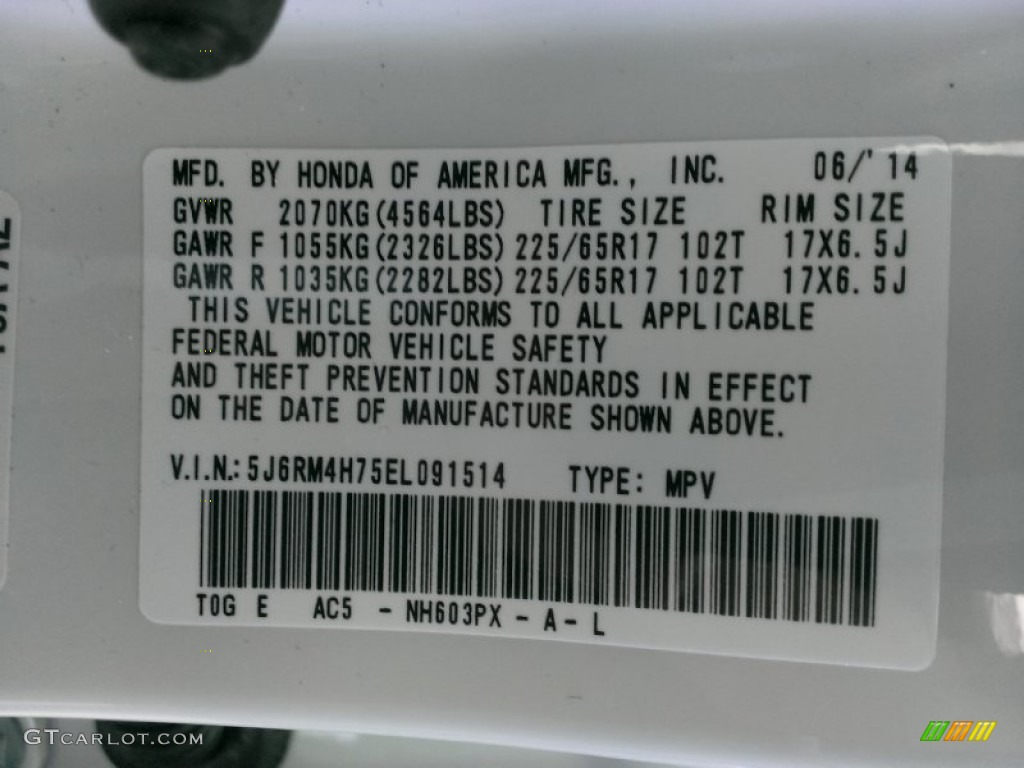 MFD. BY HONDA OF AMERICA MFG., INC. 06/'14
GVWR 2070KG(4564LBS) TIRE SIZE RIM SIZE
GAWR F 1055KG(2326LBS) 225/65R17 102T 17X6.5J
GAWR R 1035KG(2282LBS) 225/65R17 102T 17X6.5J
THIS VEHICLE CONFORMS TO ALL APPLICABLE
FEDERAL MOTOR VEHICLE SAFETY
AND THEFT PREVENTION STANDARDS IN EFFECT
ON THE DATE OF MANUFACTURE SHOWN ABOVE.
V.I.N.: 5J6RM4H75EL091514 TYPE: MPV
T0G E AC5 - NH603PX - A - L
GTCARLOT.COM